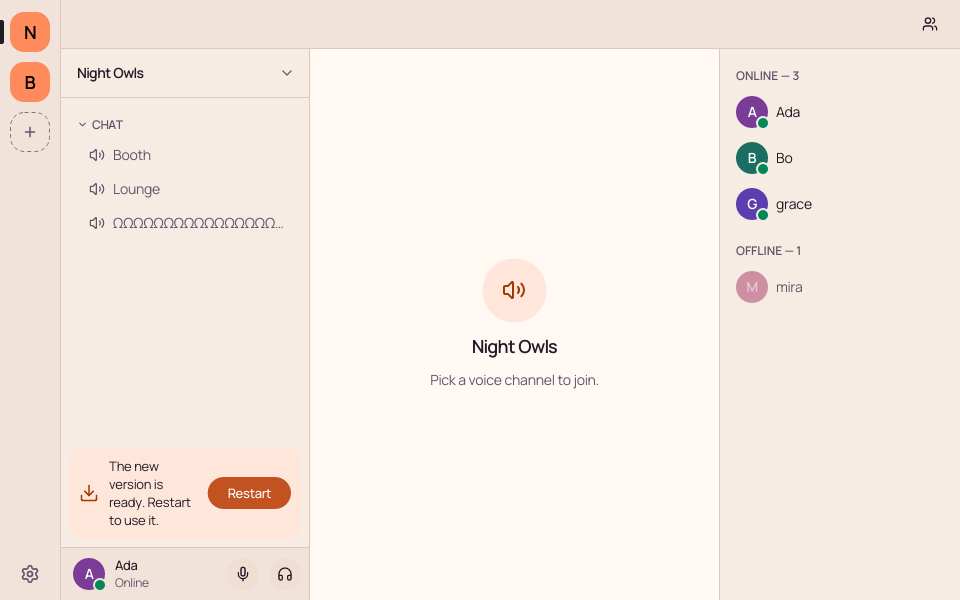 N
B
Night Owls
CHAT
Booth
Lounge
ΩΩΩΩΩΩΩΩΩΩΩΩΩΩΩΩ...
The new
version is
ready. Restart
to use it.
Restart
A
Ada
Online
Night Owls
Pick a voice channel to join.
ONLINE — 3
A
Ada
B
Bo
G
grace
OFFLINE — 1
M
mira